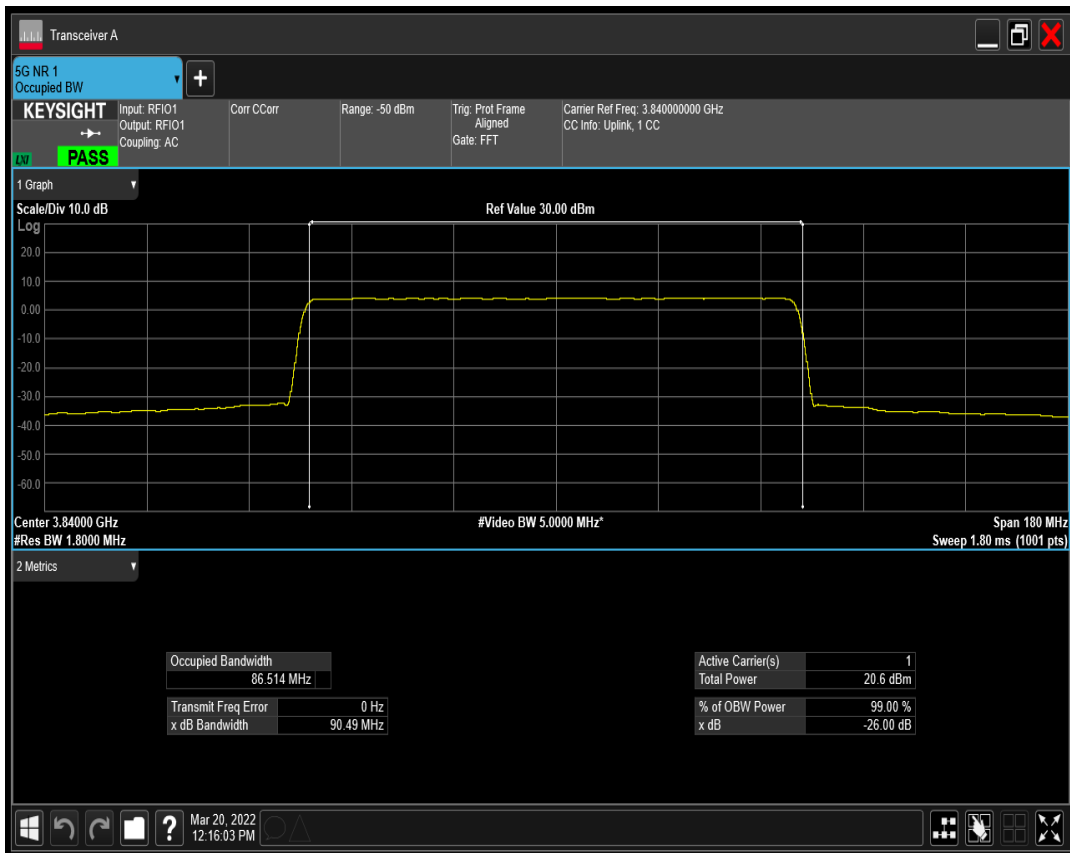 Transceiver A
5G NR 1
Occupied BW
+
KEYSIGHT
LXI
PASS
Input: RFIO1
Output: RFIO1
Coupling: AC
Corr CCorr
Range: -50 dBm
Trig: Prot Frame
Aligned
Gate: FFT
Carrier Ref Freq: 3.840000000 GHz
CC Info: Uplink, 1 CC
1 Graph
Scale/Div 10.0 dB
Ref Value 30.00 dBm
Log
20.0
10.0
0.00
-10.0
-20.0
-30.0
-40.0
-50.0
-60.0
Center 3.84000 GHz
#Video BW 5.0000 MHz*
Span 180 MHz
#Res BW 1.8000 MHz
Sweep 1.80 ms (1001 pts)
2 Metrics
Occupied Bandwidth
86.514 MHz
Transmit Freq Error 0 Hz
x dB Bandwidth 90.49 MHz
Active Carrier(s) 1
Total Power 20.6 dBm
% of OBW Power 99.00 %
x dB -26.00 dB
?
Mar 20, 2022
12:16:03 PM